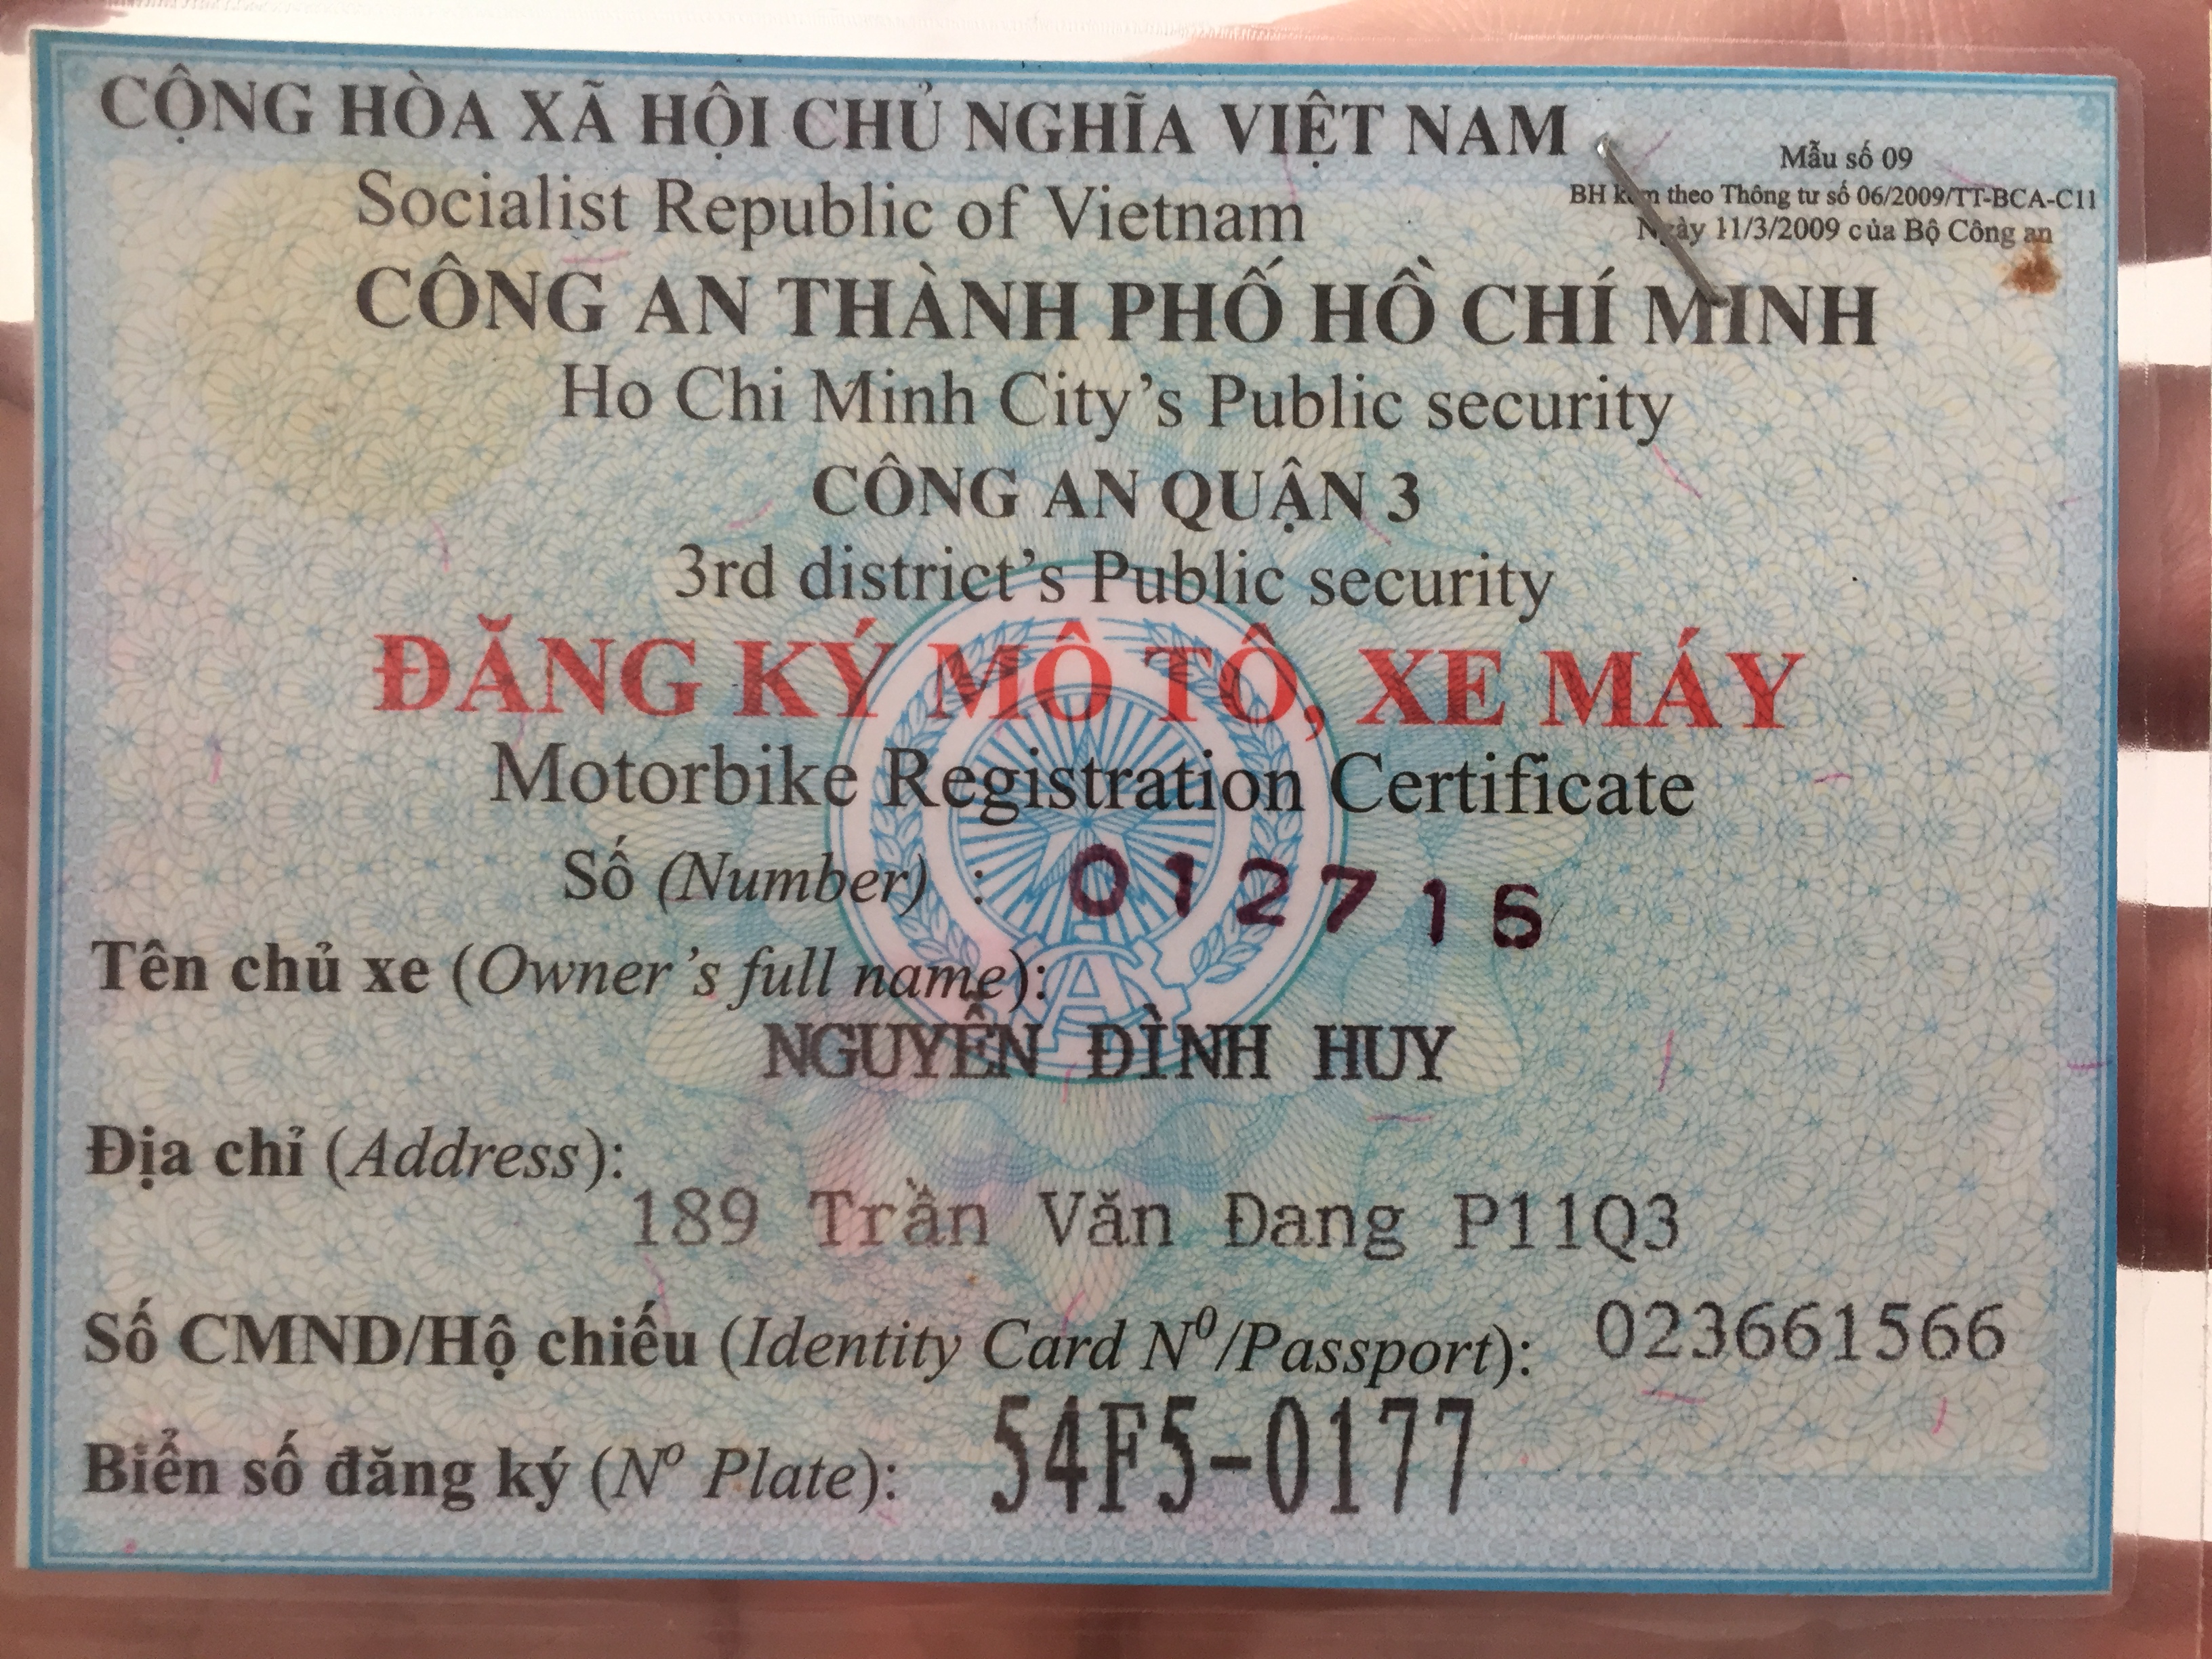 CỘNG HÒA XÃ HỘI CHỦ NGHĨA VIỆT NAM
Socialist Republic of Vietnam
Mẫu số 09
BH kèm theo Thông tư số 06/2009/TT-BCA-C11
Ngày 11/3/2009 của Bộ Công an
CÔNG AN THÀNH PHỐ HỒ CHÍ MINH
Ho Chi Minh City's Public security
CÔNG AN QUẬN 3
3rd district's Public security
ĐĂNG KÝ MÔ TÔ, XE MÁY
Motorbike Registration Certificate
Số (Number) : 012716
Tên chủ xe (Owner's full name):
NGUYỄN ĐÌNH HUY
Địa chỉ (Address):
189 Trần Văn Đang P11Q3
Số CMND/Hộ chiếu (Identity Card Nº/Passport): 023661566
Biển số đăng ký (Nº Plate): 54F5-0177